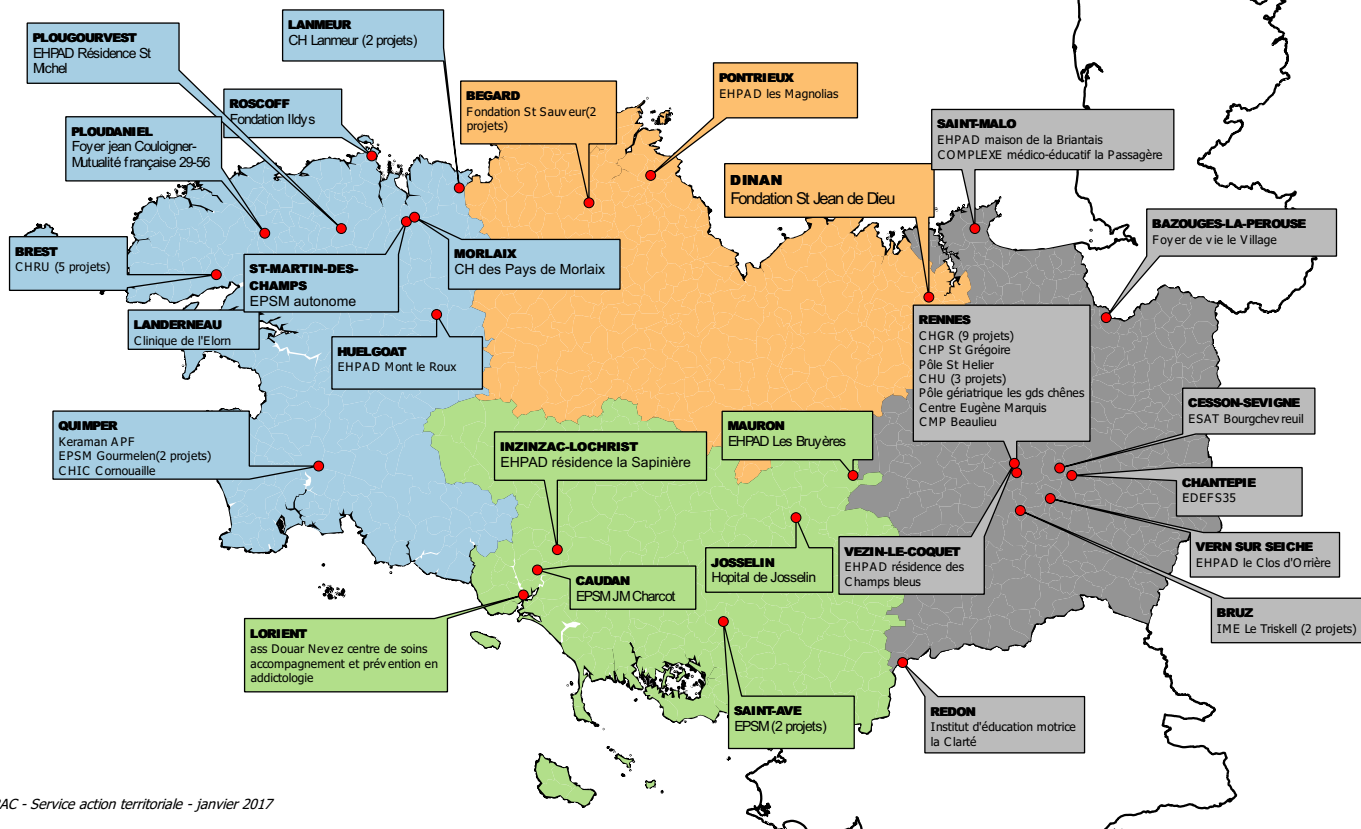 PLOUGOURVEST
EHPAD Résidence St
Michel
LANMEUR
CH Lanmeur (2 projets)
ROSCOFF
Fondation Ildys
PLOUDANIEL
Foyer jean Couloigner-
Mutualité française 29-56
BREST
CHRU (5 projets)
ST-MARTIN-DES-
CHAMPS
EPSM autonome
MORLAIX
CH des Pays de Morlaix
LANDERNEAU
Clinique de l'Elorn
HUELGOAT
EHPAD Mont le Roux
QUIMPER
Keraman APF
EPSM Gourmelen(2 projets)
CHIC Cornouaille
BEGARD
Fondation St Sauveur(2
projets)
PONTRIEUX
EHPAD les Magnolias
DINAN
Fondation St Jean de Dieu
SAINT-MALO
EHPAD maison de la Briantais
COMPLEXE médico-éducatif la Passagère
BAZOUGES-LA-PEROUSE
Foyer de vie le Village
RENNES
CHGR (9 projets)
CHP St Grégoire
Pôle St Helier
CHU (3 projets)
Pôle gériatrique les gds chênes
Centre Eugène Marquis
CMP Beaulieu
CESSON-SEVIGNE
ESAT Bourgchevreuil
CHANTEPIE
EDEFS35
VERN SUR SEICHE
EHPAD le Clos d'Orrière
BRUZ
IME Le Triskell (2 projets)
VEZIN-LE-COQUET
EHPAD résidence des
Champs bleus
REDON
Institut d'éducation motrice
la Clarté
MAURON
EHPAD Les Bruyères
INZINZAC-LOCHRIST
EHPAD résidence la Sapinière
JOSSELIN
Hopital de Josselin
CAUDAN
EPSM JM Charcot
LORIENT
ass Douar Nevez centre de soins
accompagnement et prévention en
addictologie
SAINT-AVE
EPSM (2 projets)
AC - Service action territoriale - janvier 2017